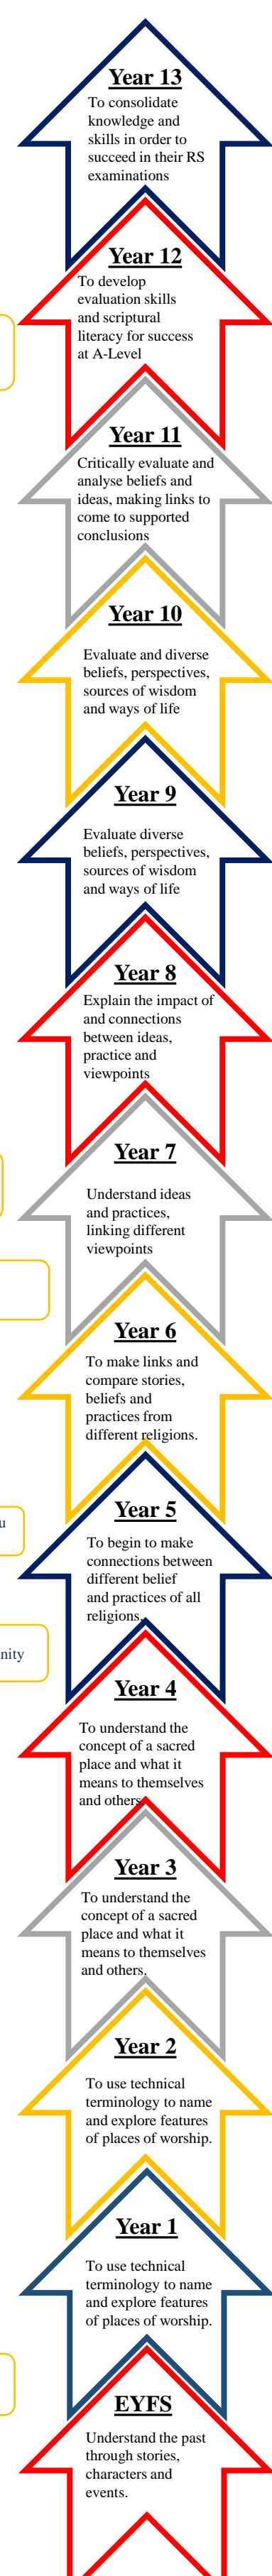 Year 13
To consolidate
knowledge and
skills in order to
succeed in their RS
examinations
Year 12
To develop
evaluation skills
and scriptural
literacy for success
at A-Level
Year 11
Critically evaluate and
analyse beliefs and
ideas, making links to
come to supported
conclusions
Year 10
Evaluate and diverse
beliefs, perspectives,
sources of wisdom
and ways of life
Year 9
Evaluate diverse
beliefs, perspectives,
sources of wisdom
and ways of life
Year 8
Explain the impact of
and connections
between ideas,
practice and
viewpoints
Year 7
Understand ideas
and practices,
linking different
viewpoints
Year 6
To make links and
compare stories,
beliefs and
practices from
different religions.
Year 5
To begin to make
connections between
different belief
and practices of all
religions.
Year 4
To understand the
concept of a sacred
place and what it
means to themselves
and others.
Year 3
To understand the
concept of a sacred
place and what it
means to themselves
and others.
Year 2
To use technical
terminology to name
and explore features
of places of worship.
Year 1
To use technical
terminology to name
and explore features
of places of worship.
EYFS
Understand the past
through stories,
characters and
events.